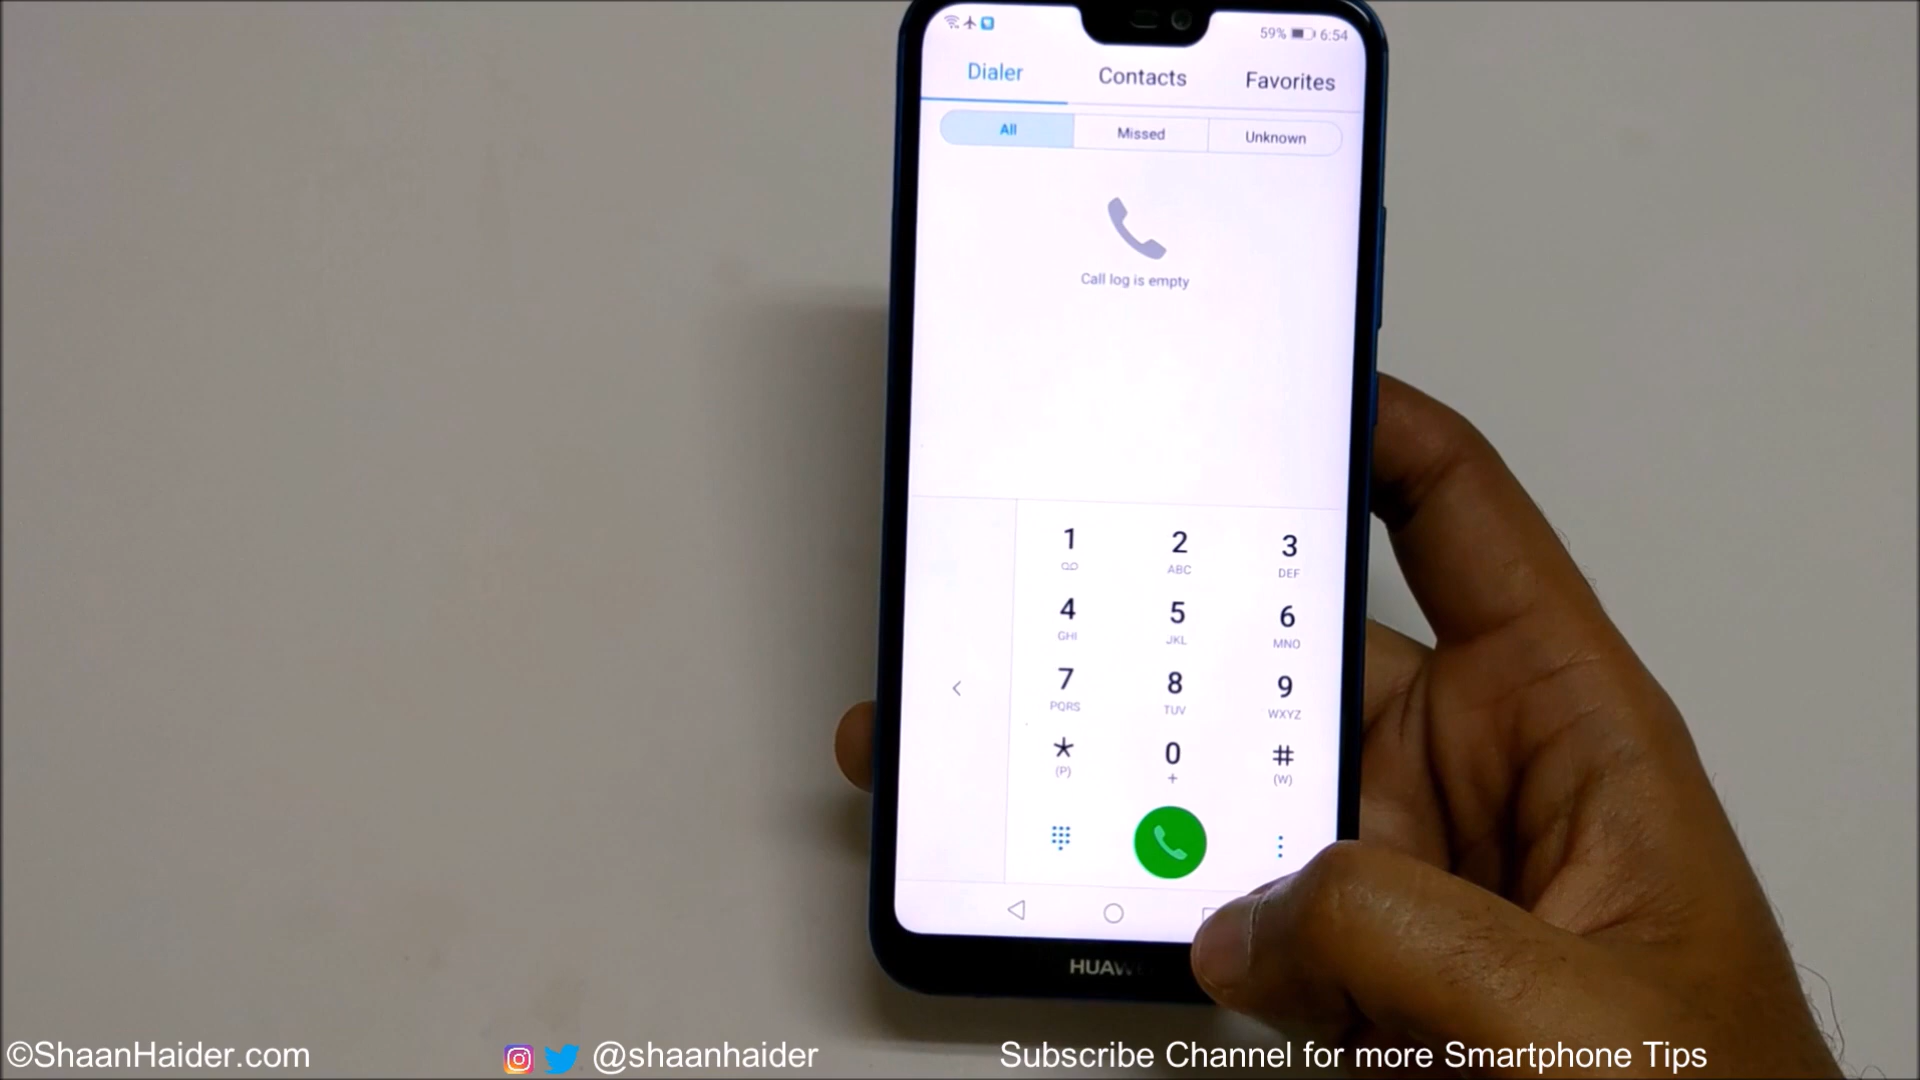 59% 6:54
Dialer Contacts Favorites
All Missed Unknown
Call log is empty
1 2 3
ABC DEF
4 5 6
GHI JKL MNO
7 8 9
PQRS TUV WXYZ
* 0 #
(P) + (W)
HUAW
©ShaanHaider.com @shaanhaider Subscribe Channel for more Smartphone Tips